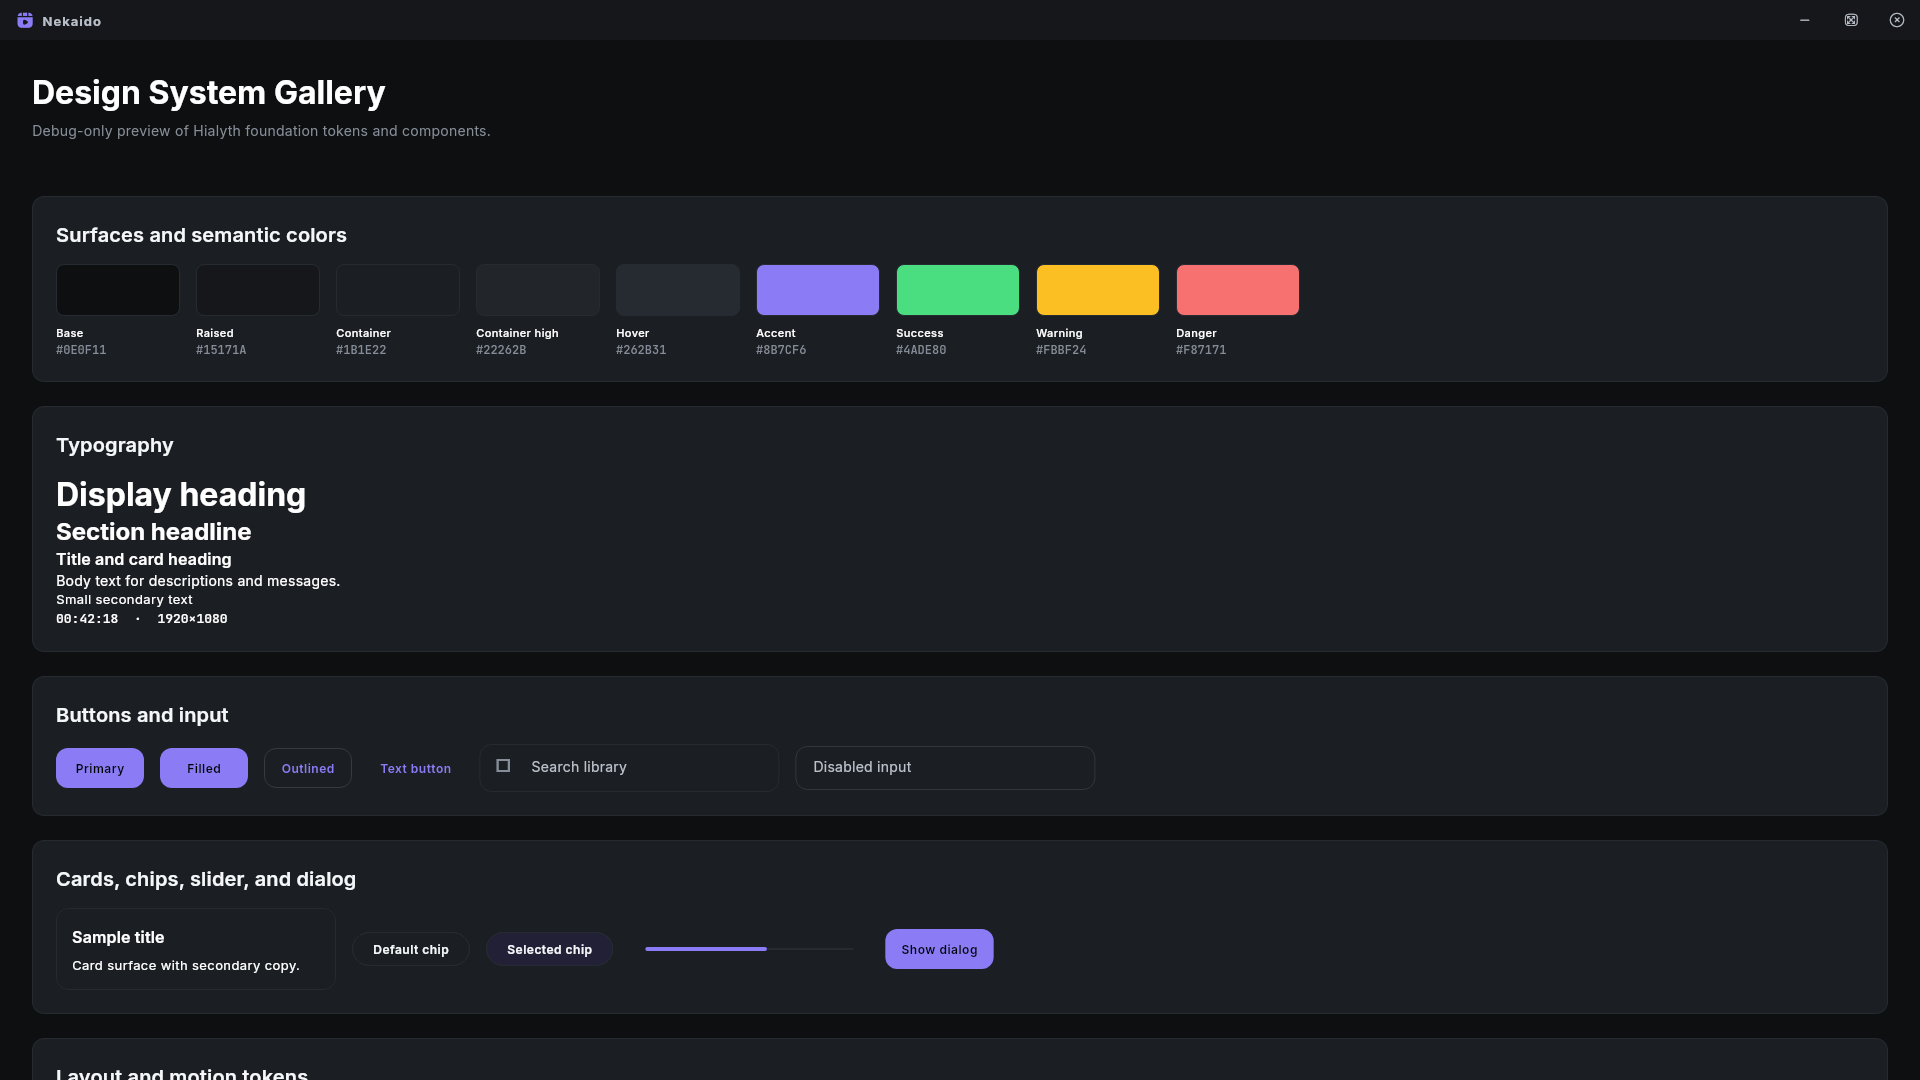 Nekaido
Design System Gallery
Debug-only preview of Hialyth foundation tokens and components.
Surfaces and semantic colors
Base
#0E0F11
Raised
#15171A
Container
#1B1E22
Container high
#22262B
Hover
#262B31
Accent
#8B7CF6
Success
#4ADE80
Warning
#FBBF24
Danger
#F87171
Typography
Display heading
Section headline
Title and card heading
Body text for descriptions and messages.
Small secondary text
00:42:18 · 1920×1080
Buttons and input
Primary
Filled
Outlined
Text button
Search library
Disabled input
Cards, chips, slider, and dialog
Sample title
Card surface with secondary copy.
Default chip
Selected chip
Show dialog
Layout and motion tokens